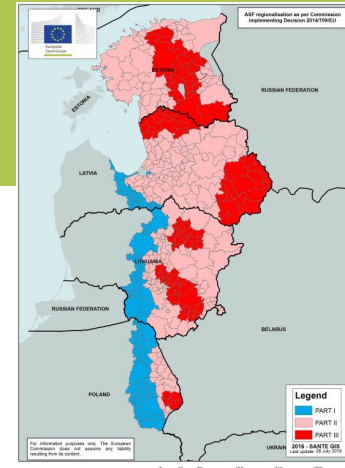 European
Commission
ASF regionalisation as per Commission
Implementing Decision 2014/709/EU
ESTONIA
RUSSIAN FEDERATION
ESTONIA
LATVIA
LITHUANIA
RUSSIAN FEDERATION
BELARUS
POLAND
Legend
PART I
PART II
PART III
2016 - SANTE GIS
Last update: 28 July 2016
For information purposes only. The European
Commission does not assume any liability
resulting from its content.